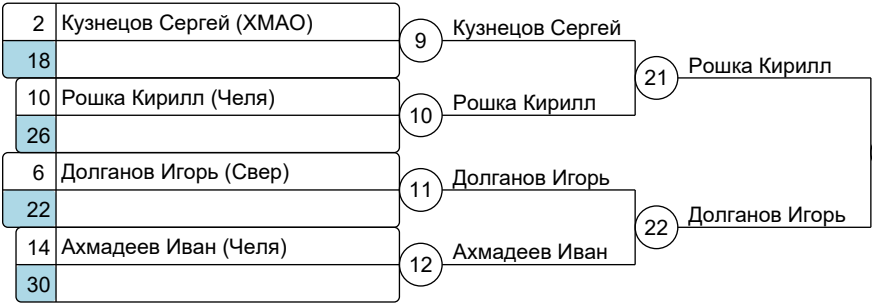 2 Кузнецов Сергей (ХМАО)
18
9 Кузнецов Сергей
10 Рошка Кирилл (Челя)
26
10 Рошка Кирилл
21 Рошка Кирилл
6 Долганов Игорь (Свер)
22
11 Долганов Игорь
14 Ахмадеев Иван (Челя)
30
12 Ахмадеев Иван
22 Долганов Игорь